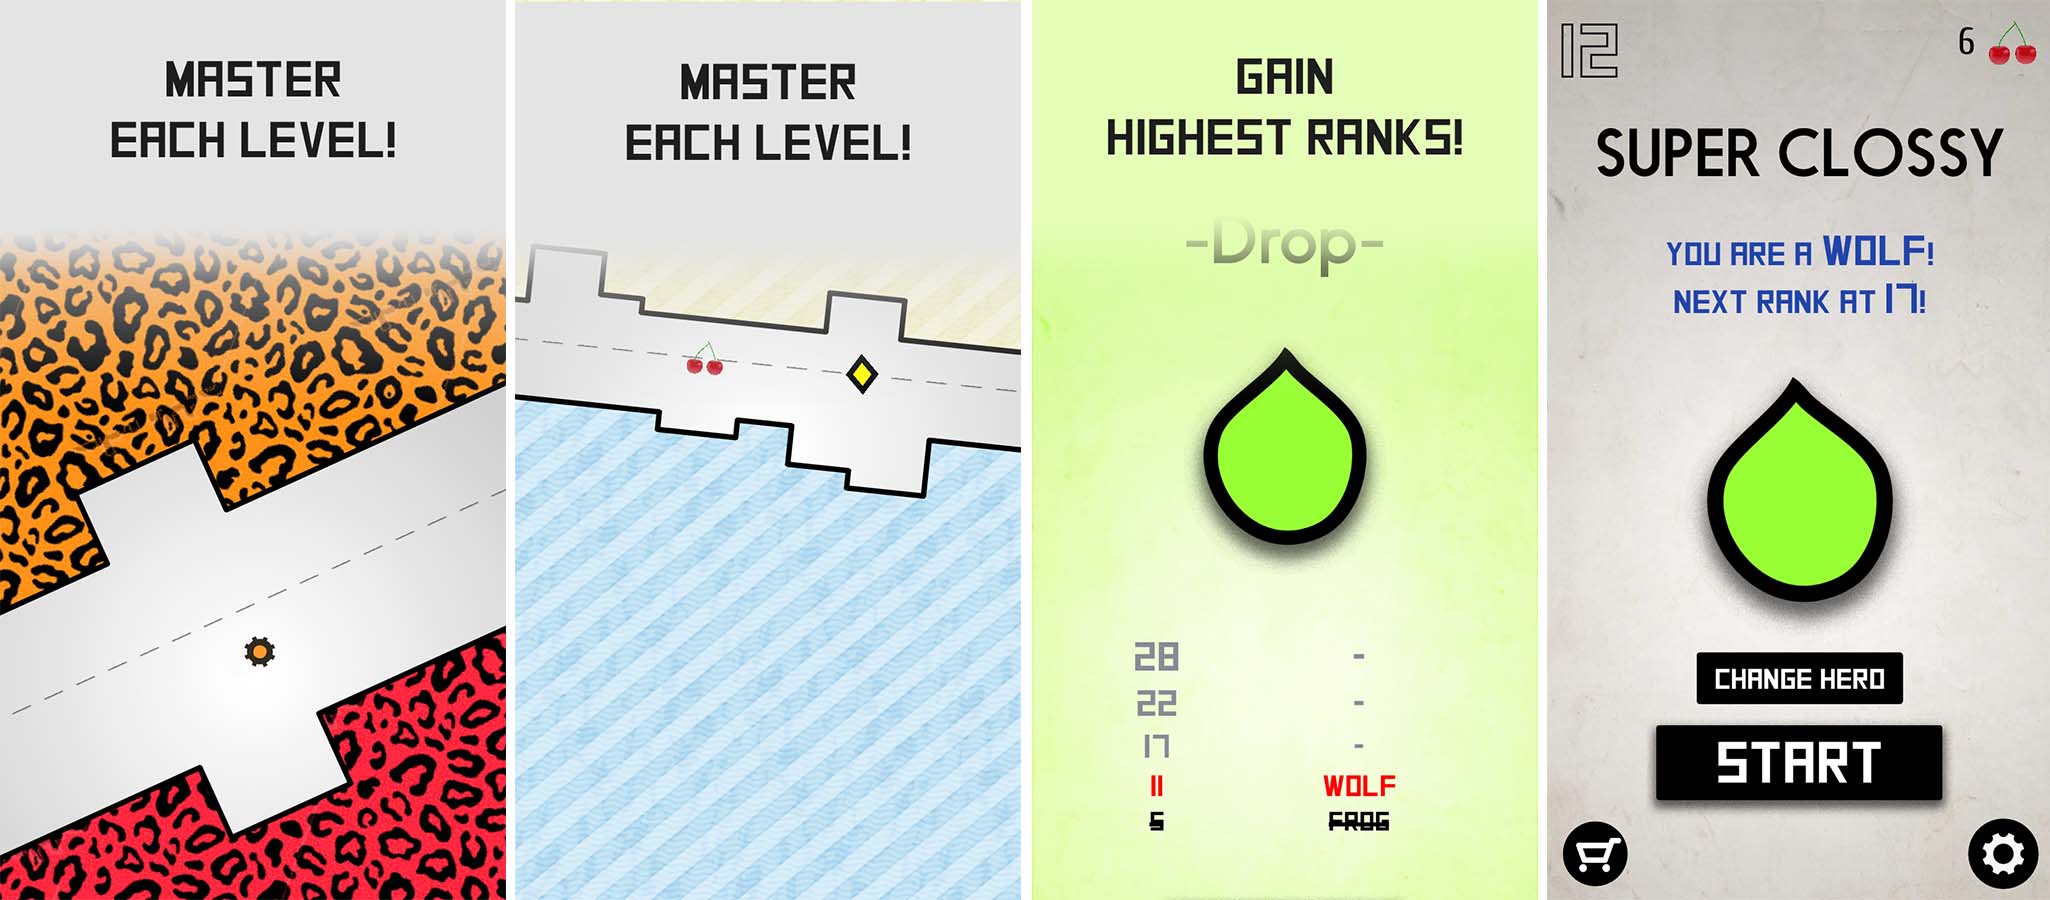 MASTER
EACH LEVEL!
MASTER
EACH LEVEL!
GAIN
HIGHEST RANKS!
-Drop-
28 -
22 -
17 -
11 WOLF
5 FROG
12
6
SUPER CLOSSY
YOU ARE A WOLF!
NEXT RANK AT 17!
CHANGE HERO
START